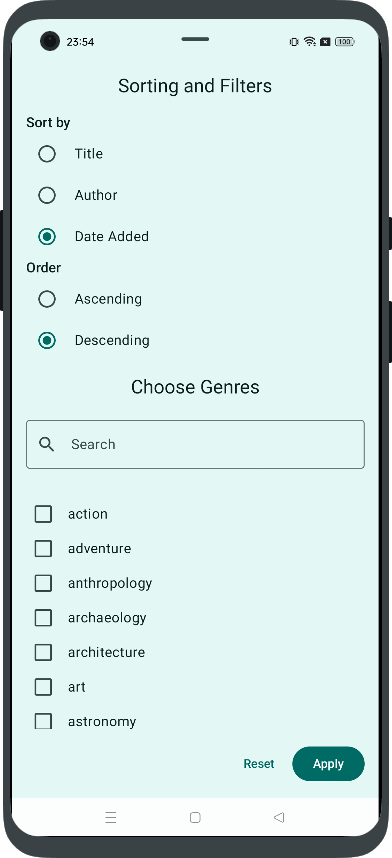 23:54
100
Sorting and Filters
Sort by
Title
Author
Date Added
Order
Ascending
Descending
Choose Genres
Search
action
adventure
anthropology
archaeology
architecture
art
astronomy
Reset Apply